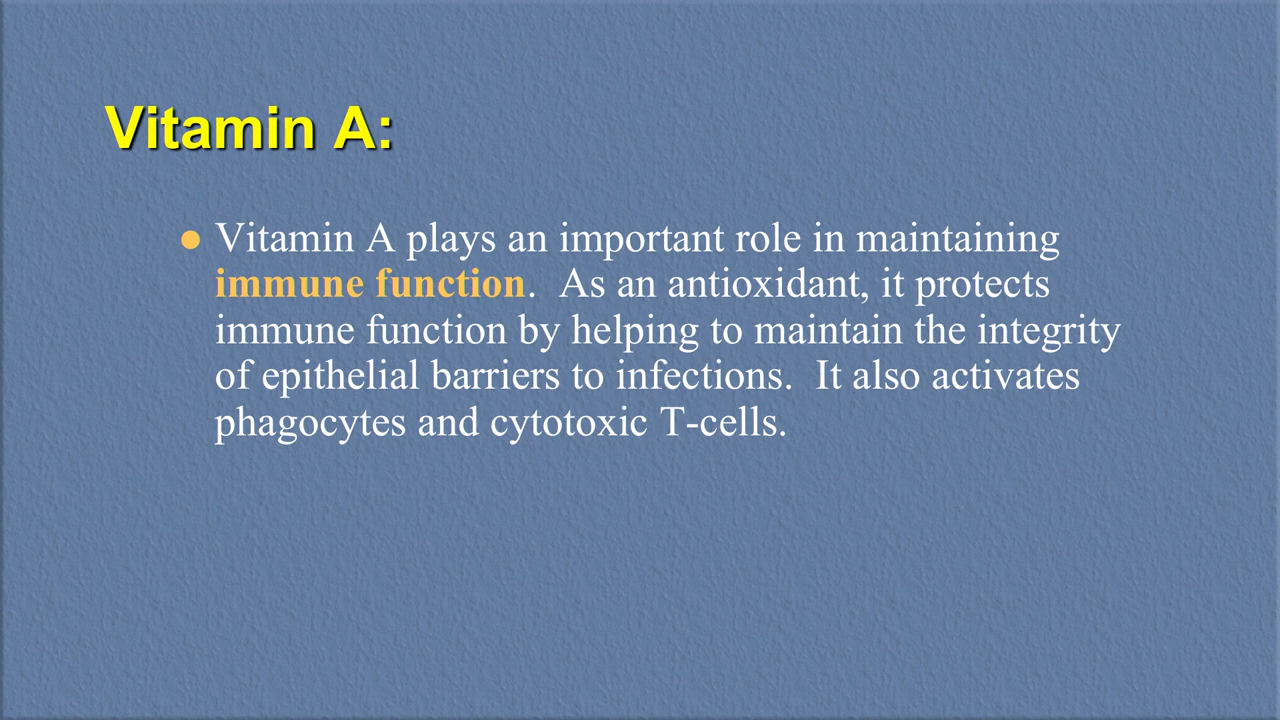 Vitamin A:
Vitamin A plays an important role in maintaining
immune function.  As an antioxidant, it protects
immune function by helping to maintain the integrity
of epithelial barriers to infections.  It also activates
phagocytes and cytotoxic T-cells.